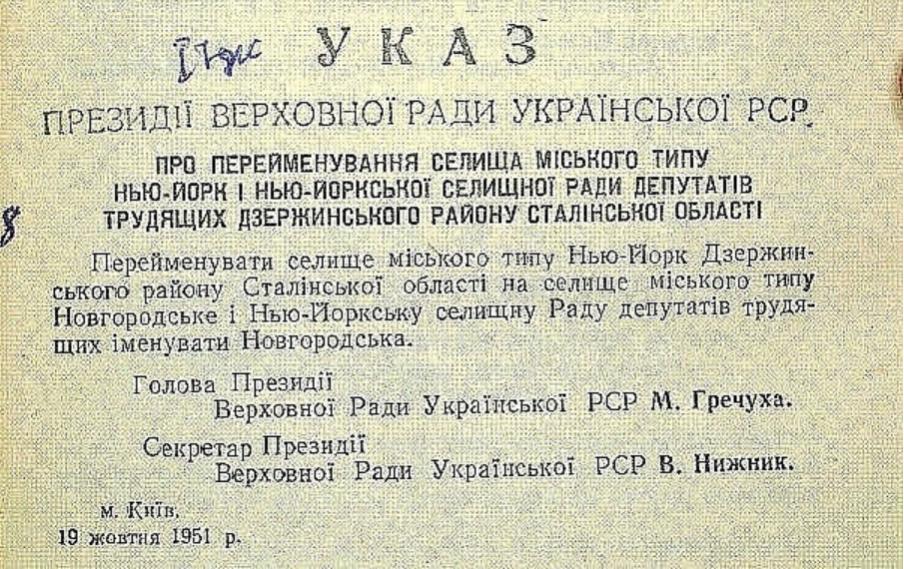 УКАЗ
ПРЕЗИДІЇ ВЕРХОВНОЇ РАДИ УКРАЇНСЬКОЇ РСР
ПРО ПЕРЕЙМЕНУВАННЯ СЕЛИЩА МІСЬКОГО ТИПУ
НЬЮ-ЙОРК І НЬЮ-ЙОРКСЬКОЇ СЕЛИЩНОЇ РАДИ ДЕПУТАТІВ
ТРУДЯЩИХ ДЗЕРЖИНСЬКОГО РАЙОНУ СТАЛІНСЬКОЇ ОБЛАСТІ
Перейменувати селище міського типу Нью-Йорк Дзержин-
ського району Сталінської області на селище міського типу
Новгородське і Нью-Йоркську селищну Раду депутатів трудя-
щих іменувати Новгородська.
Голова Президії
Верховної Ради Української РСР М. Гречуха.
Секретар Президії
Верховної Ради Української РСР В. Нижник.
м. Київ.
19 жовтня 1951 р.